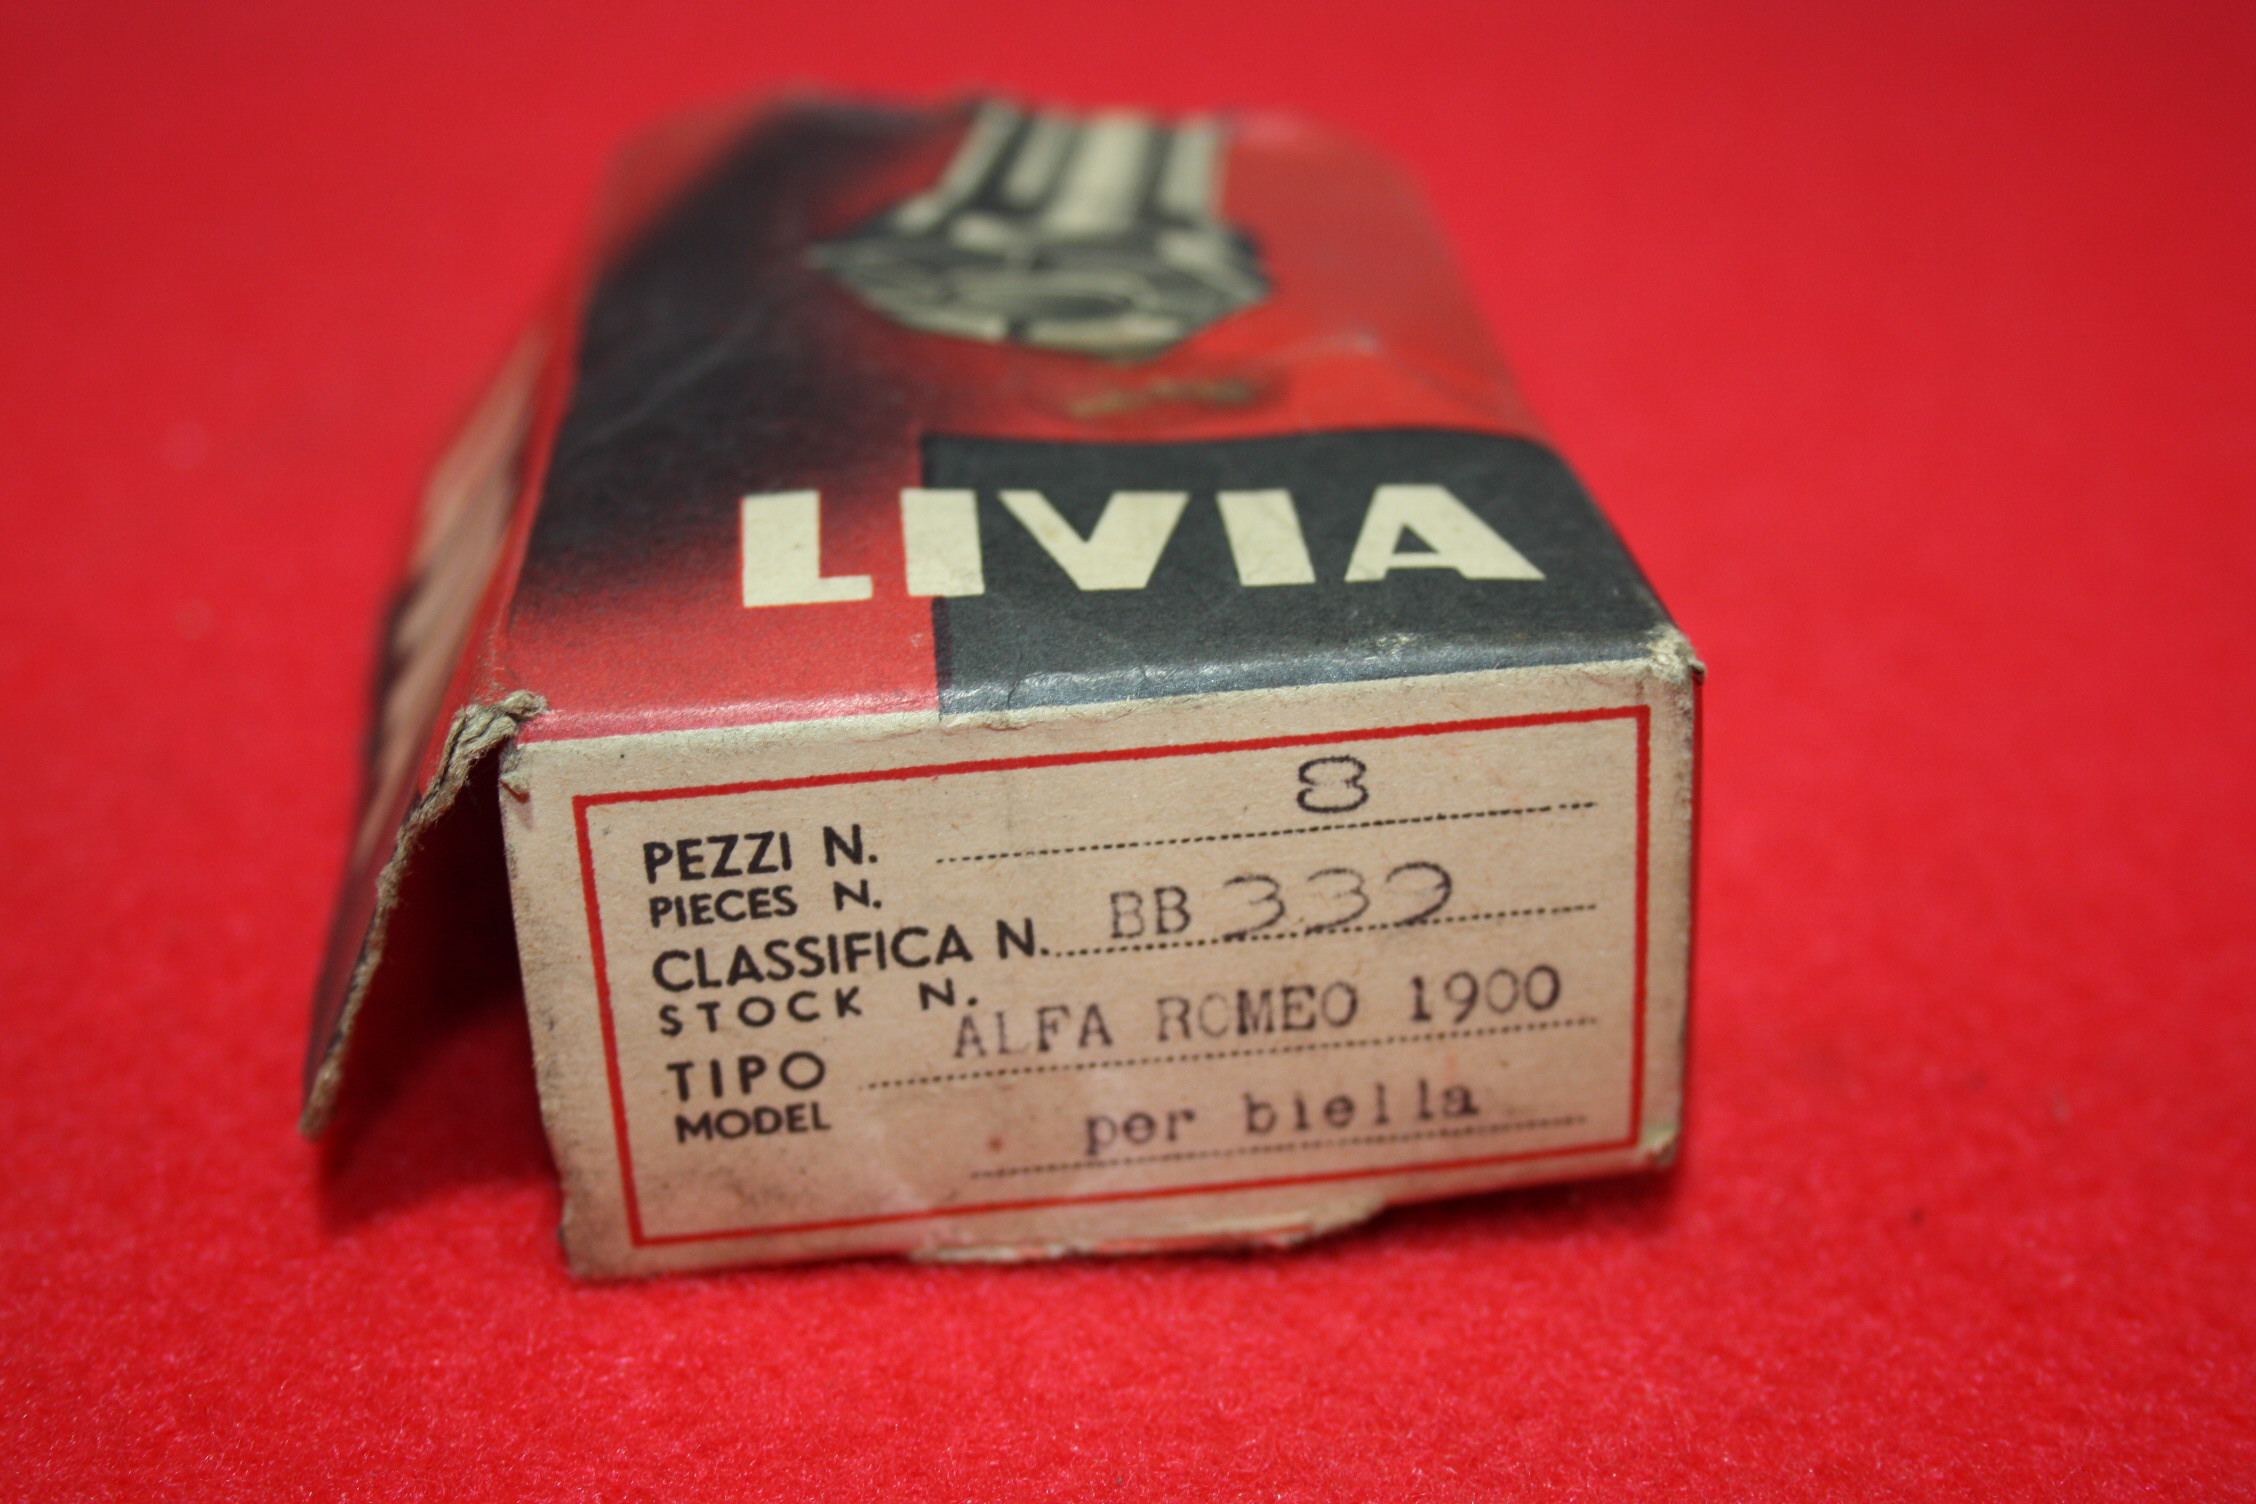 LIVIA
PEZZI N. 8
PIECES N.
CLASSIFICA N. BB 332
STOCK N.
TIPO ALFA ROMEO 1900
MODEL
per biella